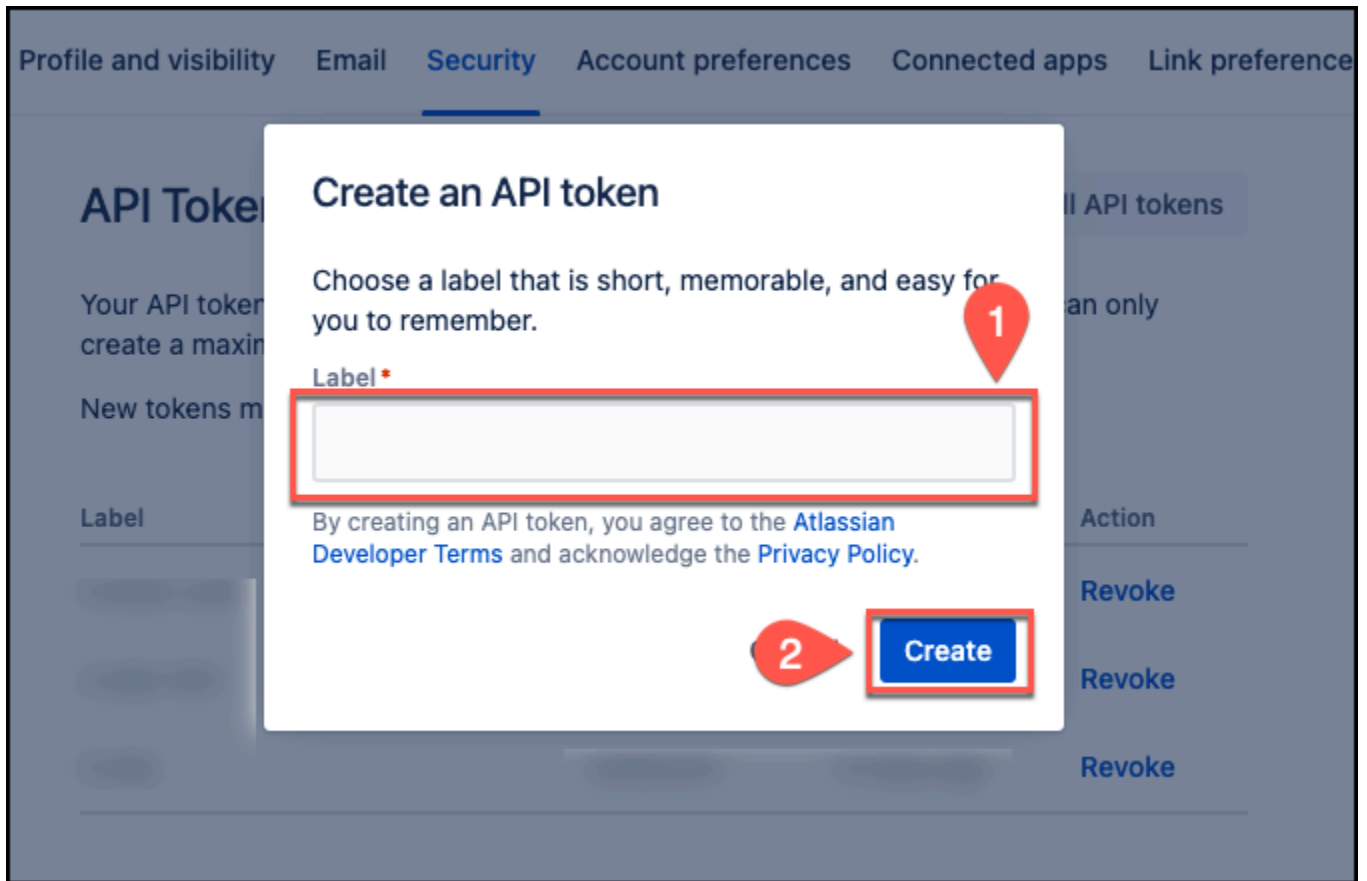 Profile and visibility Email Security Account preferences Connected apps Link preference
Create an API token
API Toke ll API tokens
Choose a label that is short, memorable, and easy for
Your API token an only
you to remember.
1
create a maxim
Label *
New tokens m
By creating an API token, you agree to the Atlassian
Developer Terms and acknowledge the Privacy Policy.
Label Action
Revoke
2 Create
Revoke
Revoke